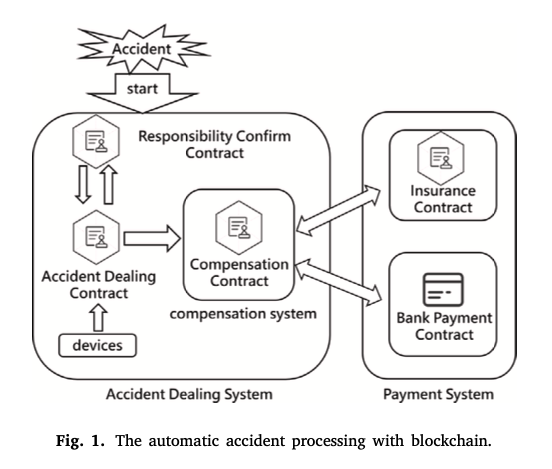 Accident
start
Responsibility Confirm
Contract
Accident Dealing
Contract
devices
Compensation
Contract
compensation system
Insurance
Contract
Bank Payment
Contract
Accident Dealing System
Payment System
Fig. 1. The automatic accident processing with blockchain.